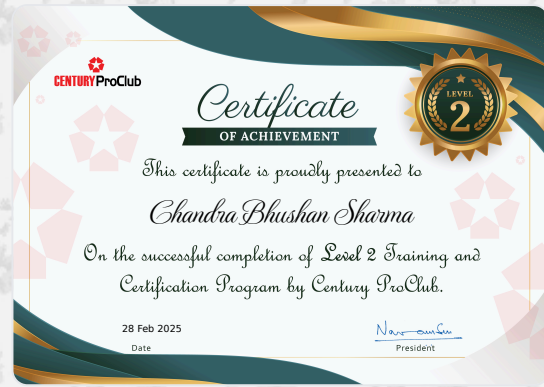 CENTURY ProClub
Certificate
OF ACHIEVEMENT
LEVEL
2
This certificate is proudly presented to
Chandra Bhushan Sharma
On the successful completion of Level 2 Training and
Certification Program by Century ProClub.
28 Feb 2025
Date
President